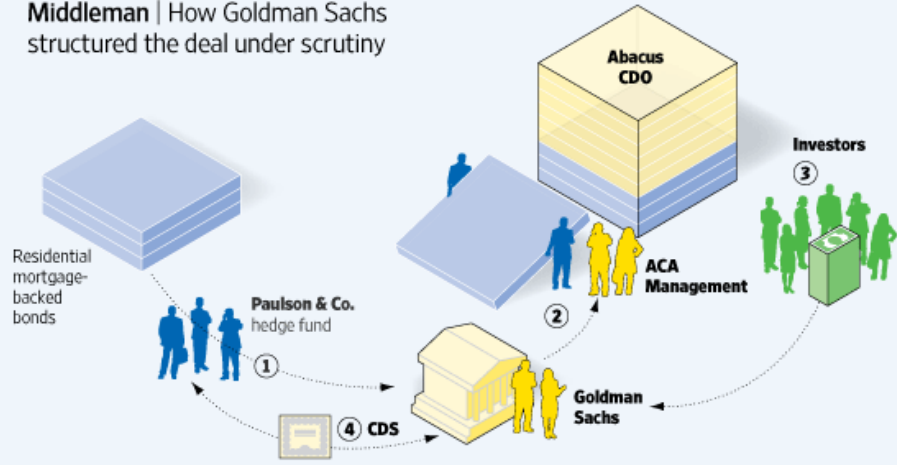 Middleman | How Goldman Sachs
structured the deal under scrutiny
Abacus
CDO
Investors
3
Residential
mortgage-
backed
bonds
Paulson & Co.
hedge fund
1
ACA
Management
2
Goldman
Sachs
4 CDS